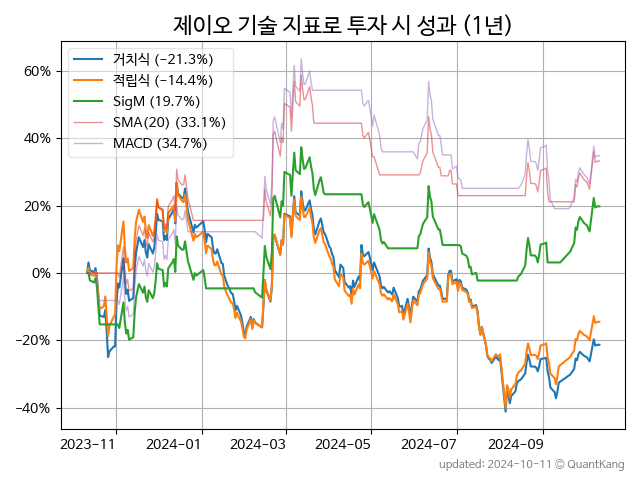 제이오 기술 지표로 투자 시 성과 (1년)
60%
40%
20%
0%
−20%
−40%
거치식 (−21.3%)
적립식 (−14.4%)
SigM (19.7%)
SMA(20) (33.1%)
MACD (34.7%)
2023-11
2024-01
2024-03
2024-05
2024-07
2024-09
updated: 2024-10-11 © QuantKang